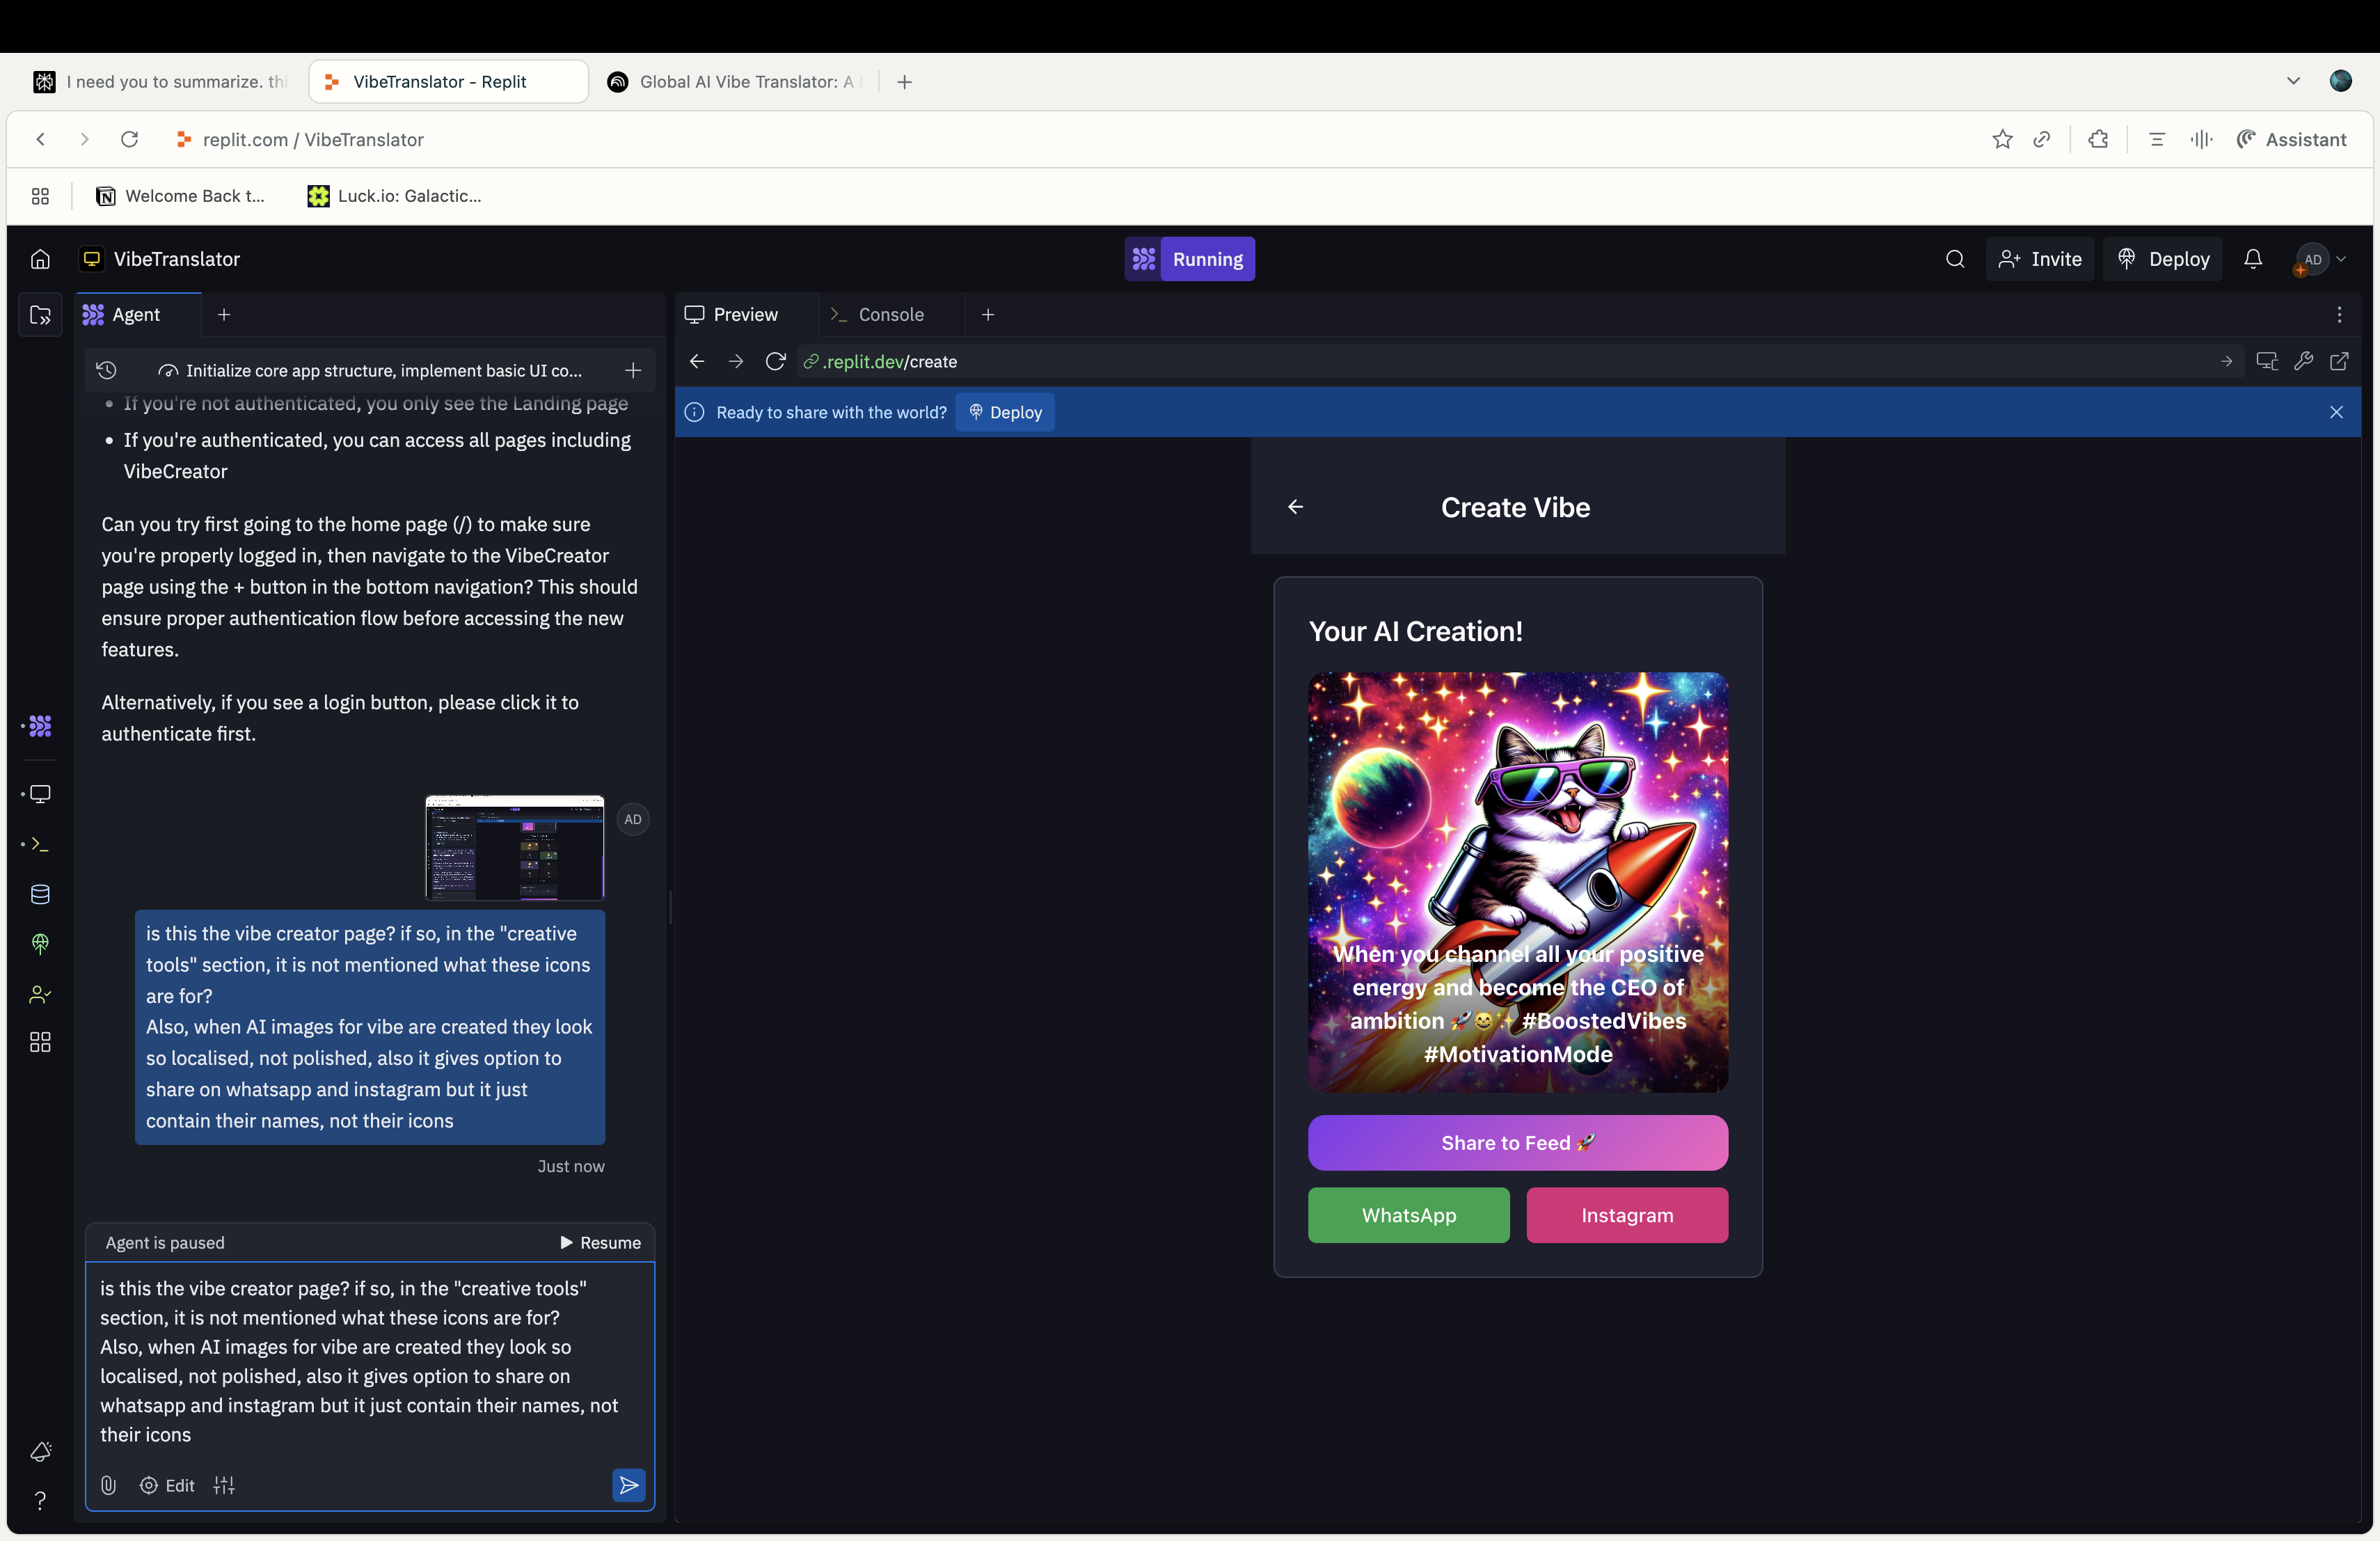 I need you to summarize. thi
VibeTranslator - Replit
Global AI Vibe Translator: A
replit.com / VibeTranslator
Assistant
Welcome Back t...
Luck.io: Galactic...
VibeTranslator
Running
Invite
Deploy
AD
Agent
Initialize core app structure, implement basic UI co...
• If you're not authenticated, you only see the Landing page
• If you're authenticated, you can access all pages including
VibeCreator
Can you try first going to the home page (/) to make sure
you're properly logged in, then navigate to the VibeCreator
page using the + button in the bottom navigation? This should
ensure proper authentication flow before accessing the new
features.
Alternatively, if you see a login button, please click it to
authenticate first.
AD
is this the vibe creator page? if so, in the "creative
tools" section, it is not mentioned what these icons
are for?
Also, when AI images for vibe are created they look
so localised, not polished, also it gives option to
share on whatsapp and instagram but it just
contain their names, not their icons
Just now
Agent is paused
Resume
is this the vibe creator page? if so, in the "creative tools"
section, it is not mentioned what these icons are for?
Also, when AI images for vibe are created they look so
localised, not polished, also it gives option to share on
whatsapp and instagram but it just contain their names, not
their icons
Edit
Preview
Console
.replit.dev/create
Ready to share with the world?
Deploy
Create Vibe
Your AI Creation!
When you channel all your positive
energy and become the CEO of
ambition 🚀😸✨ #BoostedVibes
#MotivationMode
Share to Feed 🚀
WhatsApp
Instagram